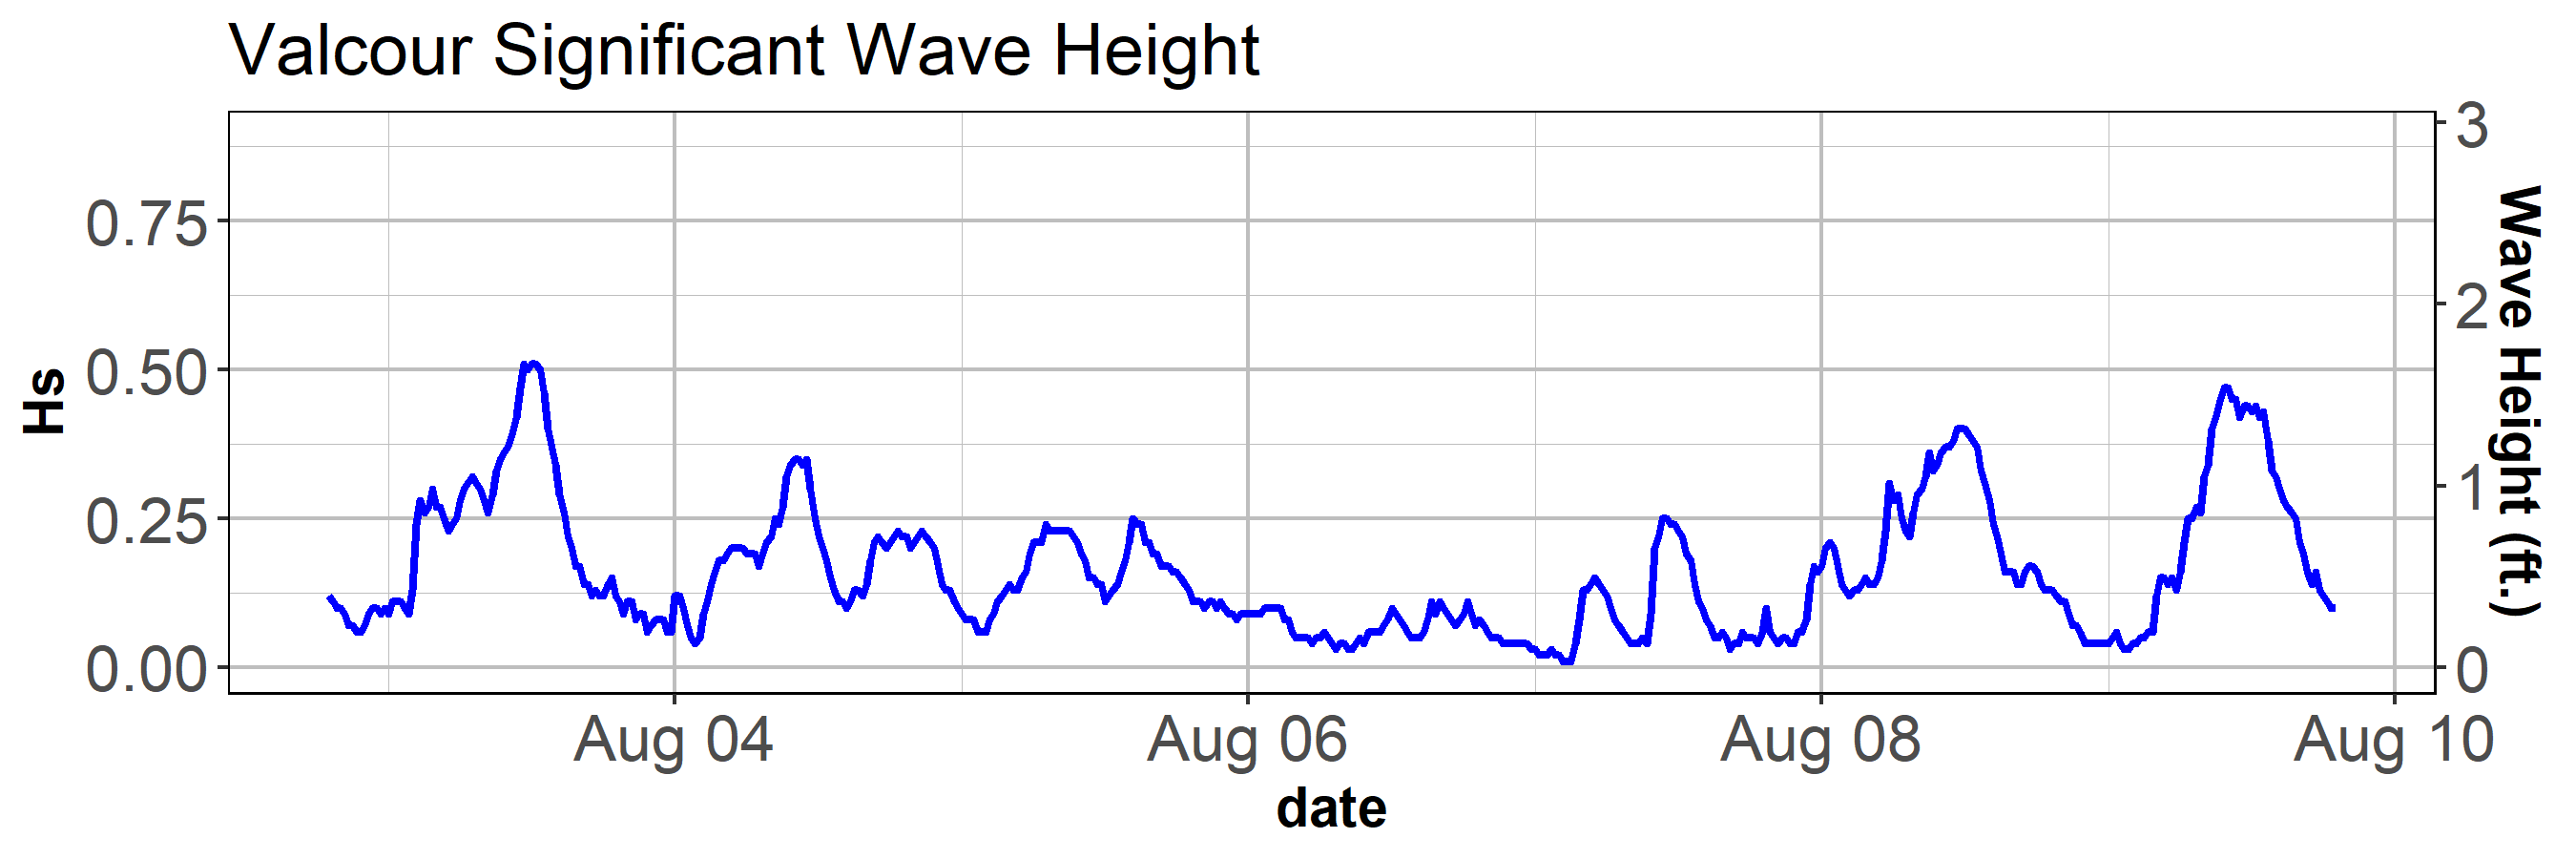 Valcour Significant Wave Height
Hs
0.75
0.50
0.25
0.00
3
2
1
0
Wave Height (ft.)
Aug 04
Aug 06
Aug 08
Aug 10
date